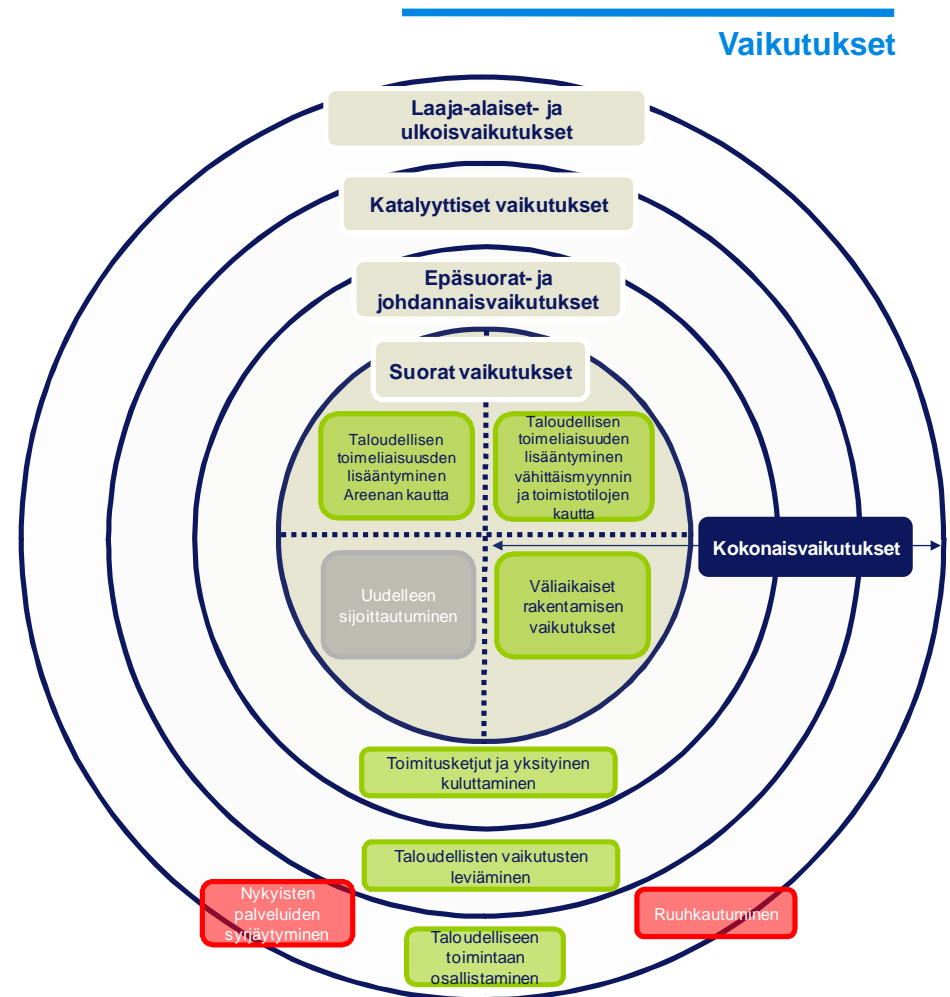 Vaikutukset
Laaja-alaiset- ja
ulkoisvaikutukset
Katalyyttiset vaikutukset
Epäsuorat- ja
johdannaisvaikutukset
Suorat vaikutukset
Taloudellisen
toimeliaisuusden
lisääntyminen
Areenan kautta
Taloudellisen
toimeliaisuuden
lisääntyminen
vähittäismyynnin
ja toimistotilojen
kautta
Kokonaisvaikutukset
Uudelleen
sijoittautuminen
Väliaikaiset
rakentamisen
vaikutukset
Toimitusketjut ja yksityinen
kuluttaminen
Taloudellisten vaikutusten
leviäminen
Nykyisten
palveluiden
syrjäytyminen
Ruuhkautuminen
Taloudelliseen
toimintaan
osallistaminen